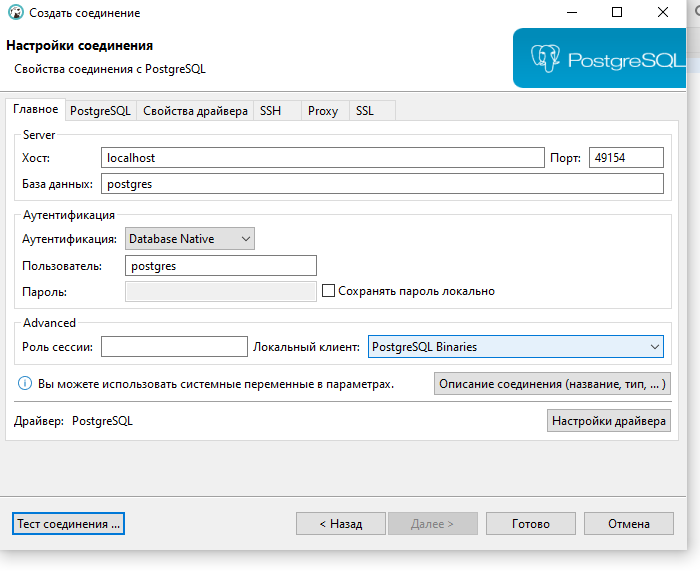 Создать соединение
Настройки соединения
Свойства соединения с PostgreSQL
PostgreSQL
Главное PostgreSQL Свойства драйвера SSH Proxy SSL
Server
Хост: localhost Порт: 49154
База данных: postgres
Аутентификация
Аутентификация: Database Native
Пользователь: postgres
Пароль: Сохранять пароль локально
Advanced
Роль сессии: Локальный клиент: PostgreSQL Binaries
Вы можете использовать системные переменные в параметрах. Описание соединения (название, тип, ... )
Драйвер: PostgreSQL Настройки драйвера
Тест соединения ... < Назад Далее > Готово Отмена